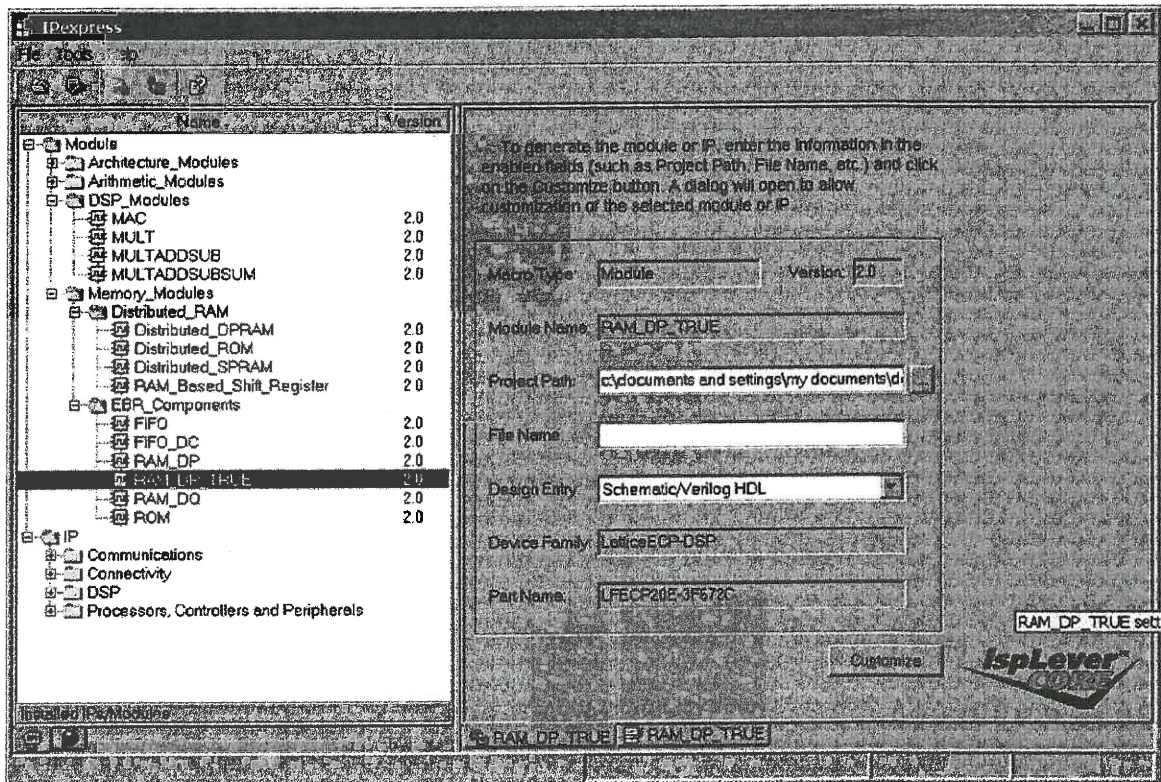 IPexpress
File Tools
Name Version
Module
Architecture_Modules
Arithmetic_Modules
DSP_Modules
MAC 2.0
MULT 2.0
MULTADDSUB 2.0
MULTADDSUBSUM 2.0
Memory_Modules
Distributed_RAM
Distributed_DPRAM 2.0
Distributed_ROM 2.0
Distributed_SPRAM 2.0
RAM_Based_Shift_Register 2.0
EBR_Components
FIFO 2.0
FIFO_DC 2.0
RAM_DP 2.0
RAM_DP_TRUE 2.0
RAM_DQ 2.0
ROM 2.0
IP
Communications
Connectivity
DSP
Processors, Controllers and Peripherals
Installed IPs/Modules
To generate the module or IP, enter the information in the
enabled fields (such as Project Path, File Name, etc.) and click
on the customize button. A dialog will open to allow
customization of the selected module or IP.
Macro Type: Module Version: 2.0
Module Name: RAM_DP_TRUE
Project Path: c:\documents and settings\my documents\d ...
File Name:
Design Entry: Schematic/Verilog HDL
Device Family: LatticeECP-DSP
Part Name: LFECP20E-3F672C
RAM_DP_TRUE sett
Customize
ispLever
CORE
RAM_DP_TRUE RAM_DP_TRUE